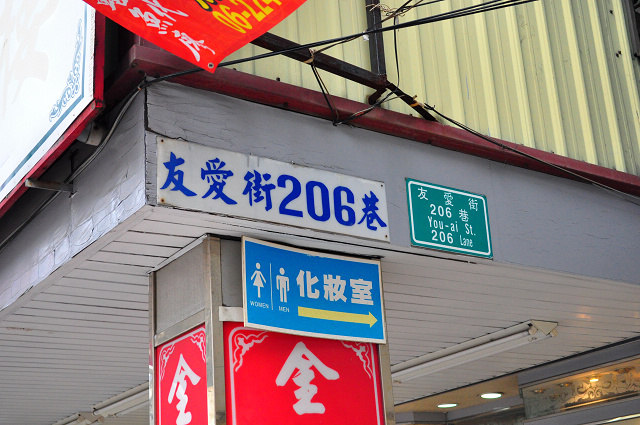 友愛街206巷
友愛街
206 巷
You-ai St.
206 Lane
化妝室
WOMEN
MEN
金
金